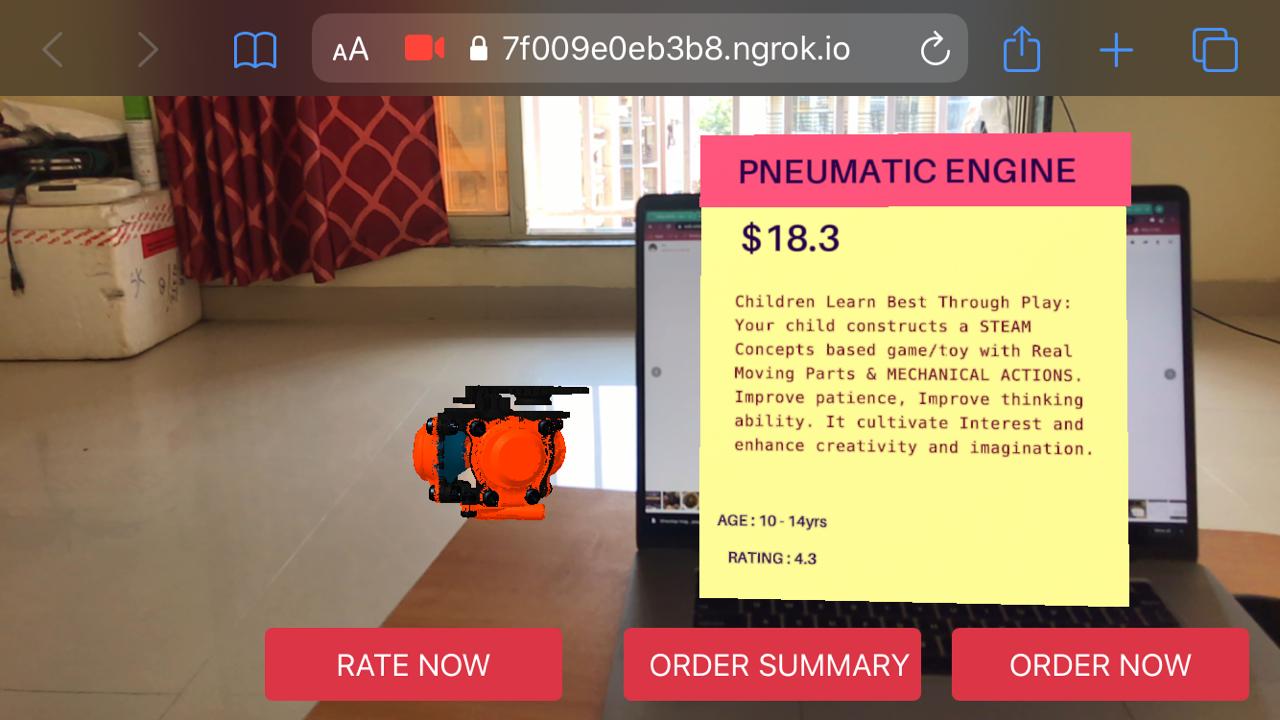 AA 7f009e0eb3b8.ngrok.io
PNEUMATIC ENGINE
$18.3
Children Learn Best Through Play:
Your child constructs a STEAM
Concepts based game/toy with Real
Moving Parts & MECHANICAL ACTIONS.
Improve patience, Improve thinking
ability. It cultivate Interest and
enhance creativity and imagination.
AGE : 10 - 14yrs
RATING : 4.3
RATE NOW ORDER SUMMARY ORDER NOW